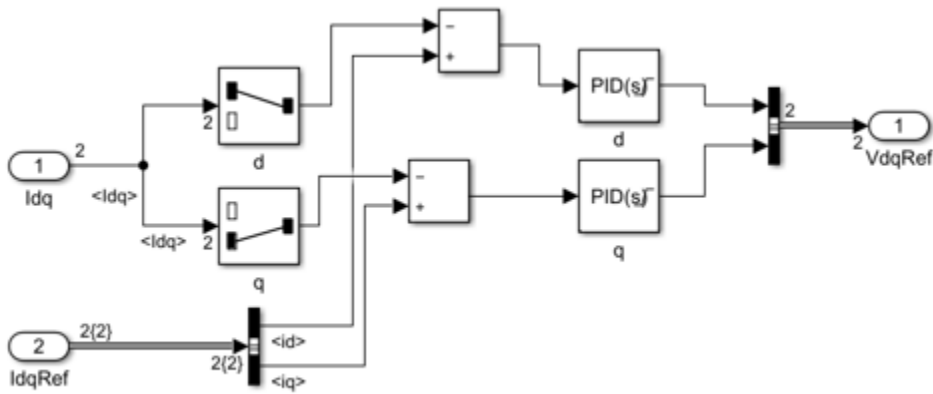 −
+
PID(s)
2
d
2
1
2
d
2
1
VdqRef
Idq
<Idq>
−
+
PID(s)
<Idq>
2
q
q
2{2}
2
2{2}
<id>
IdqRef
<iq>